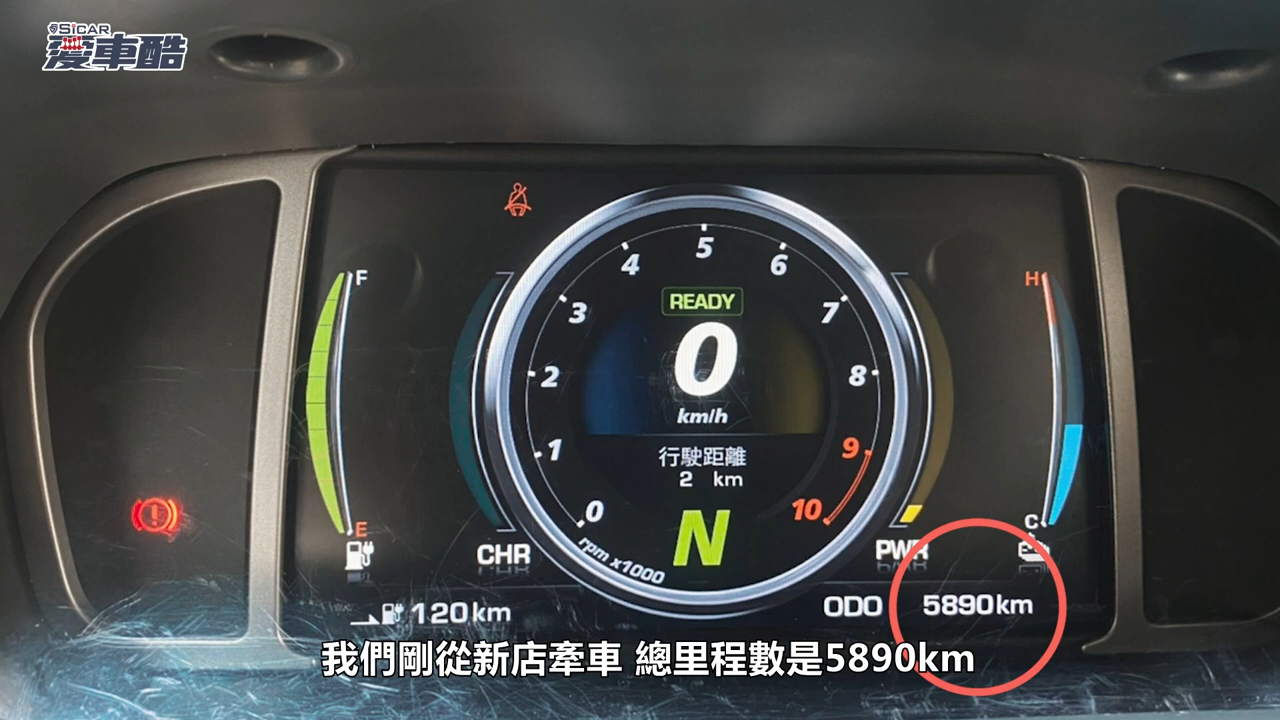 SiCAR
愛車酷
F
E
CHR
120km
0
1
2
3
4
5
6
7
8
9
10
rpm x1000
READY
0
km/h
行駛距離
2 km
N
H
C
PWR
ODO 5890km
我們剛從新店牽車 總里程數是5890km